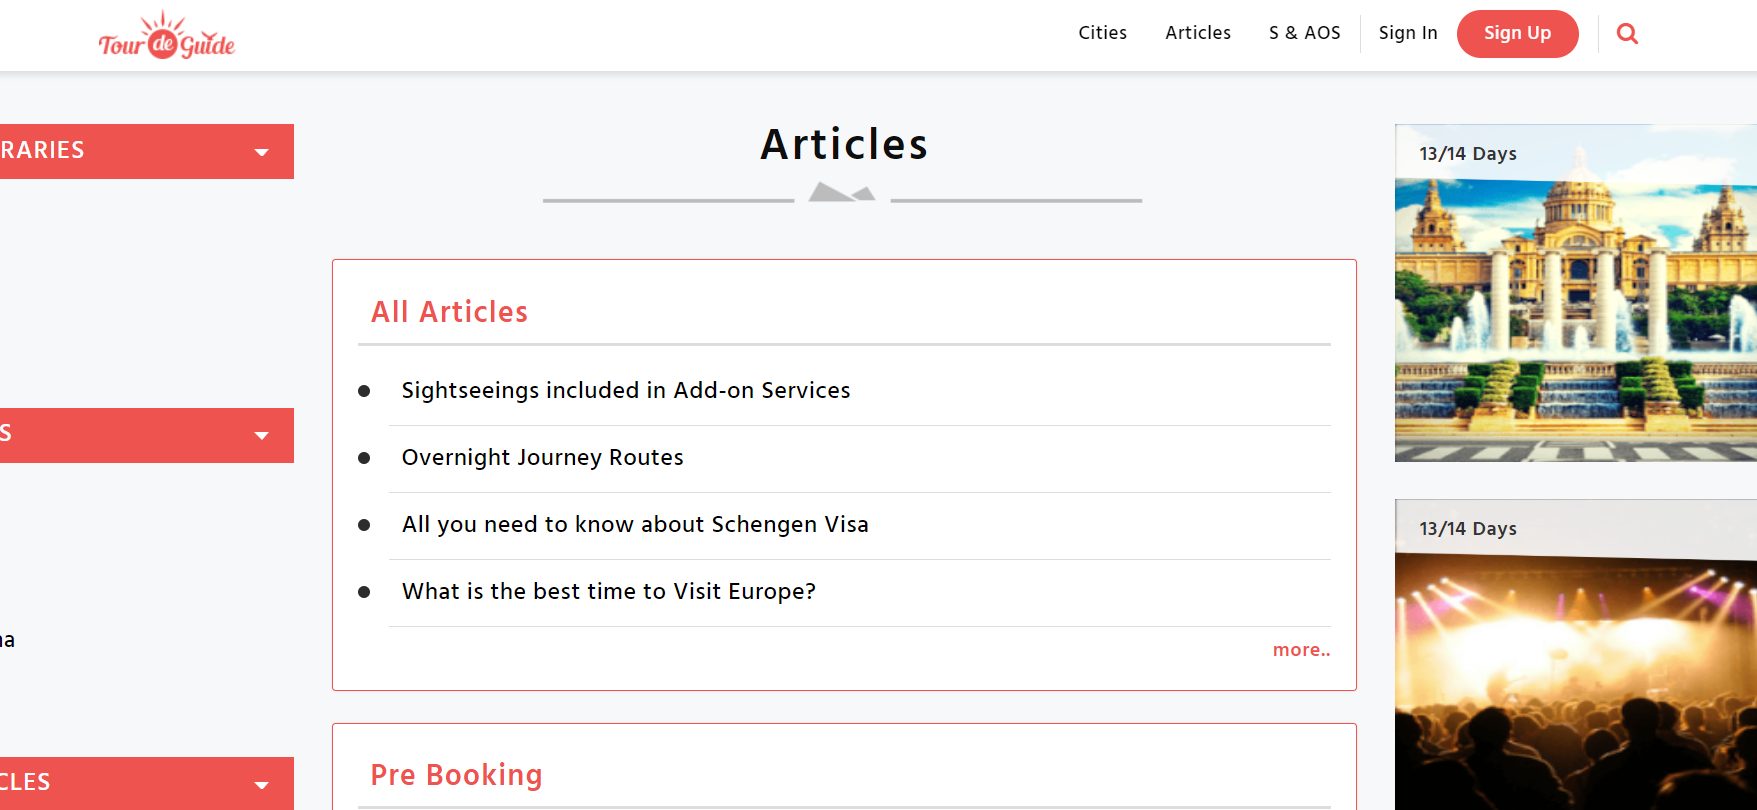 Tour de Guide
Cities
Articles
S & AOS
Sign In
Sign Up
RARIES
S
na
CLES
Articles
All Articles
Sightseeings included in Add-on Services
Overnight Journey Routes
All you need to know about Schengen Visa
What is the best time to Visit Europe?
more..
Pre Booking
13/14 Days
13/14 Days